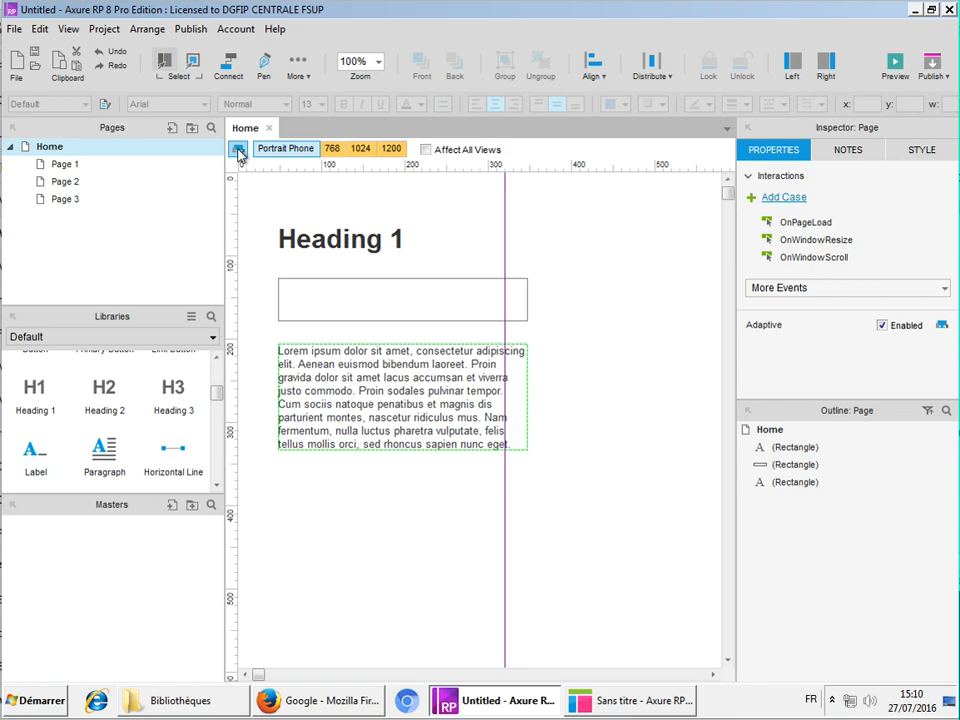 Untitled - Axure RP 8 Pro Edition : Licensed to DGFIP CENTRALE FSUP
File Edit View Project Arrange Publish Account Help
Undo
Redo
File Clipboard Select Connect Pen More 100% Zoom Front Back Group Ungroup Align Distribute Lock Unlock Left Right Preview Publish
Default Arial Normal 13 B I U A x: y: w:
Pages
Home
Page 1
Page 2
Page 3
Libraries
Default
H1 H2 H3
Heading 1 Heading 2 Heading 3
Label Paragraph Horizontal Line
Masters
Home
Portrait Phone 768 1024 1200 Affect All Views
0 100 200 300 400 500
0
100
200
300
400
500
600
Heading 1
Lorem ipsum dolor sit amet, consectetur adipiscing
elit. Aenean euismod bibendum laoreet. Proin
gravida dolor sit amet lacus accumsan et viverra
justo commodo. Proin sodales pulvinar tempor.
Cum sociis natoque penatibus et magnis dis
parturient montes, nascetur ridiculus mus. Nam
fermentum, nulla luctus pharetra vulputate, felis
tellus mollis orci, sed rhoncus sapien nunc eget.
Inspector: Page
PROPERTIES NOTES STYLE
Interactions
Add Case
OnPageLoad
OnWindowResize
OnWindowScroll
More Events
Adaptive Enabled
Outline: Page
Home
A (Rectangle)
(Rectangle)
A (Rectangle)
Démarrer
Bibliothèques
Google - Mozilla Fir...
RP Untitled - Axure R...
Sans titre - Axure RP...
FR
15:10
27/07/2016